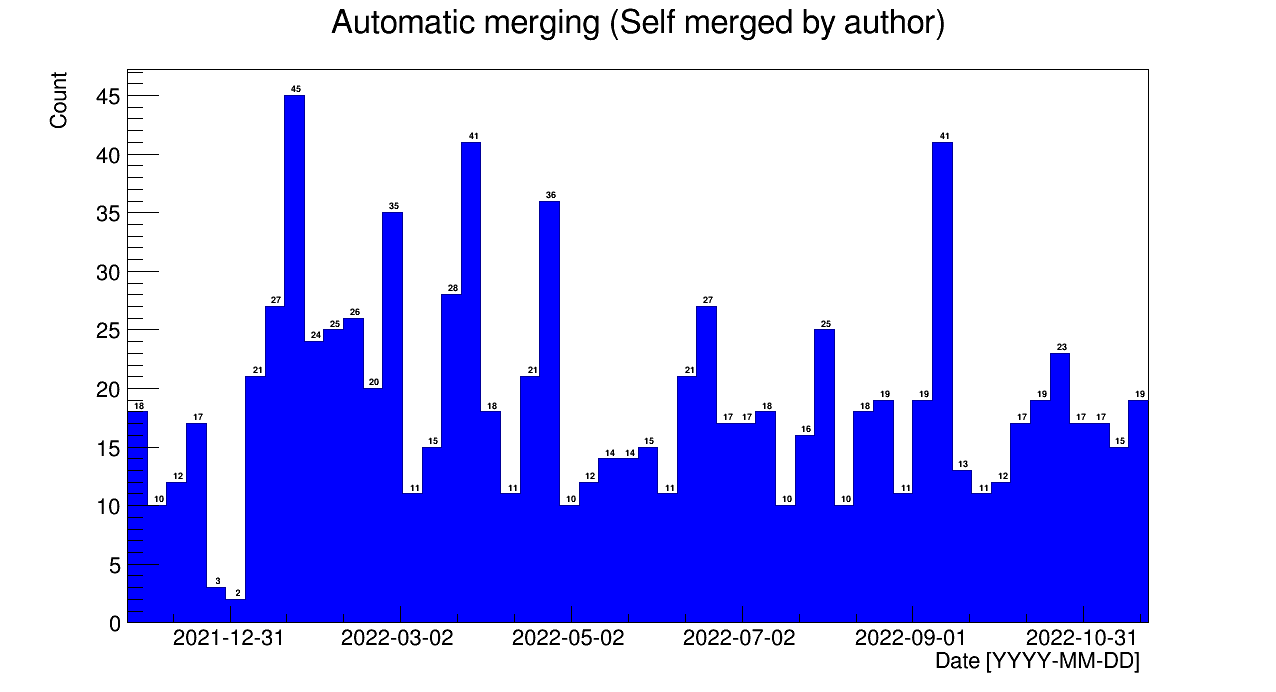 Automatic merging (Self merged by author)
Count
45
40
35
30
25
20
15
10
5
0
18 10 12 17 3 2 21 27 45 24 25 26 20 35 11 15 28 41 18 11 21 36 10 12 14 14 15 11 21 27 17 17 18 10 16 25 10 18 19 11 19 41 13 11 12 17 19 23 17 17 15 19
2021-12-31 2022-03-02 2022-05-02 2022-07-02 2022-09-01 2022-10-31
Date [YYYY-MM-DD]